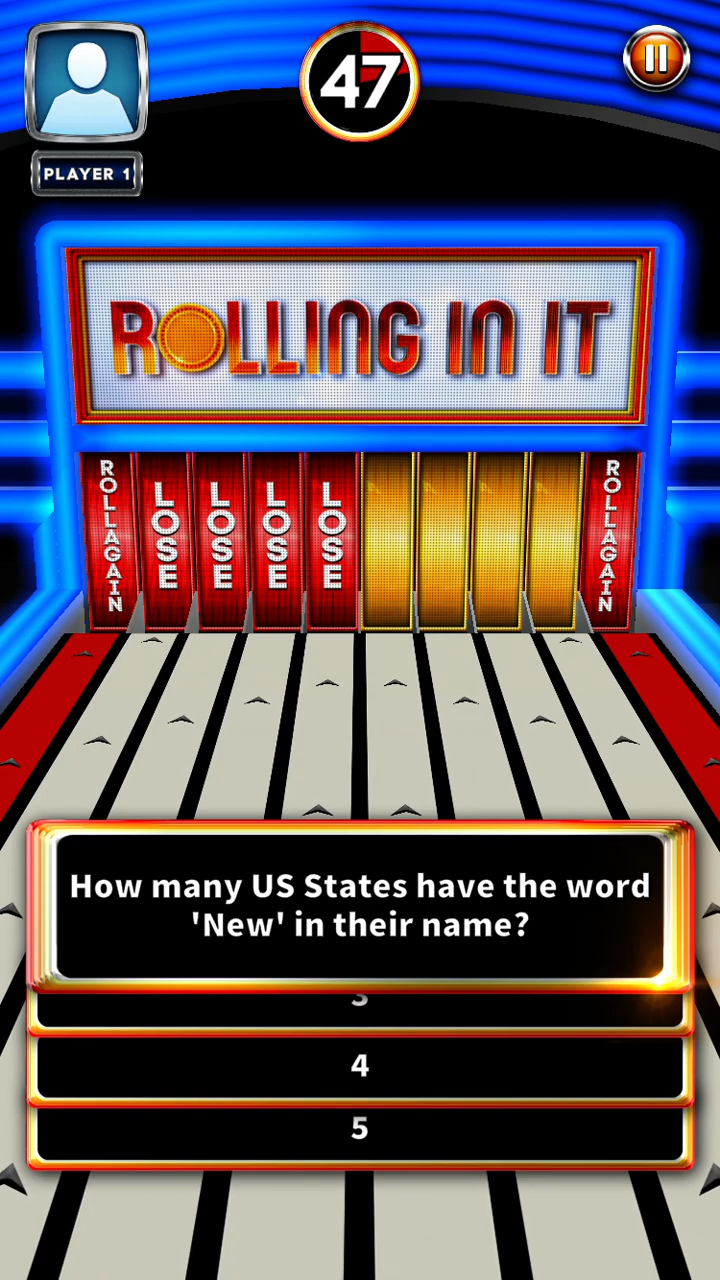 47
PLAYER 1
ROLLING IN IT
ROLLAGAIN
LOSE
LOSE
LOSE
LOSE
ROLLAGAIN
How many US States have the word
'New' in their name?
3
4
5